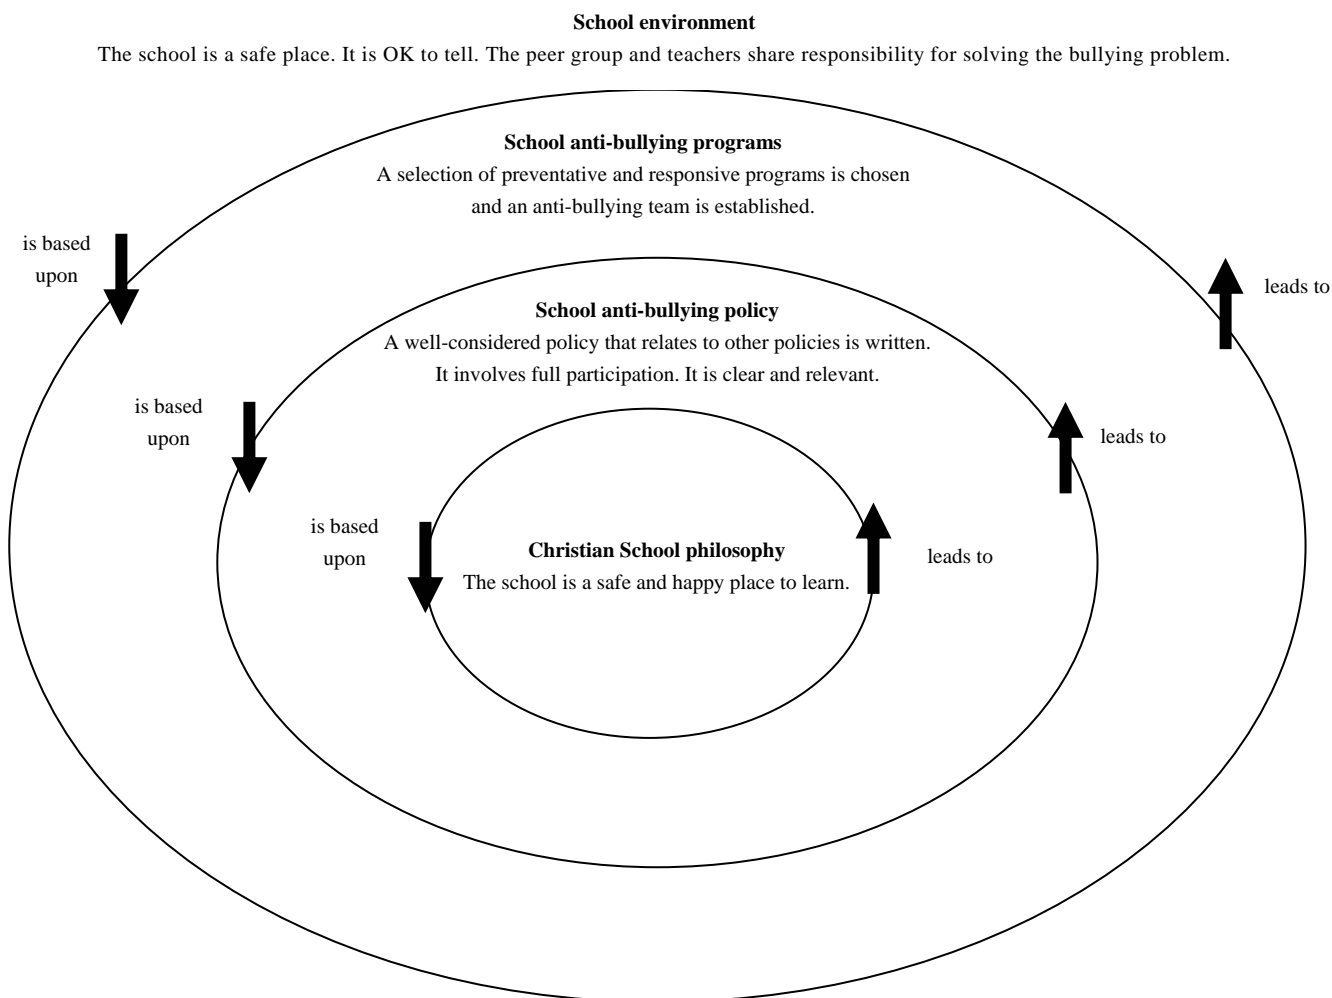 School environment
The school is a safe place. It is OK to tell. The peer group and teachers share responsibility for solving the bullying problem.
School anti-bullying programs
A selection of preventative and responsive programs is chosen
and an anti-bullying team is established.
is based
upon
leads to
School anti-bullying policy
A well-considered policy that relates to other policies is written.
It involves full participation. It is clear and relevant.
is based
upon
leads to
is based
upon
Christian School philosophy
The school is a safe and happy place to learn.
leads to